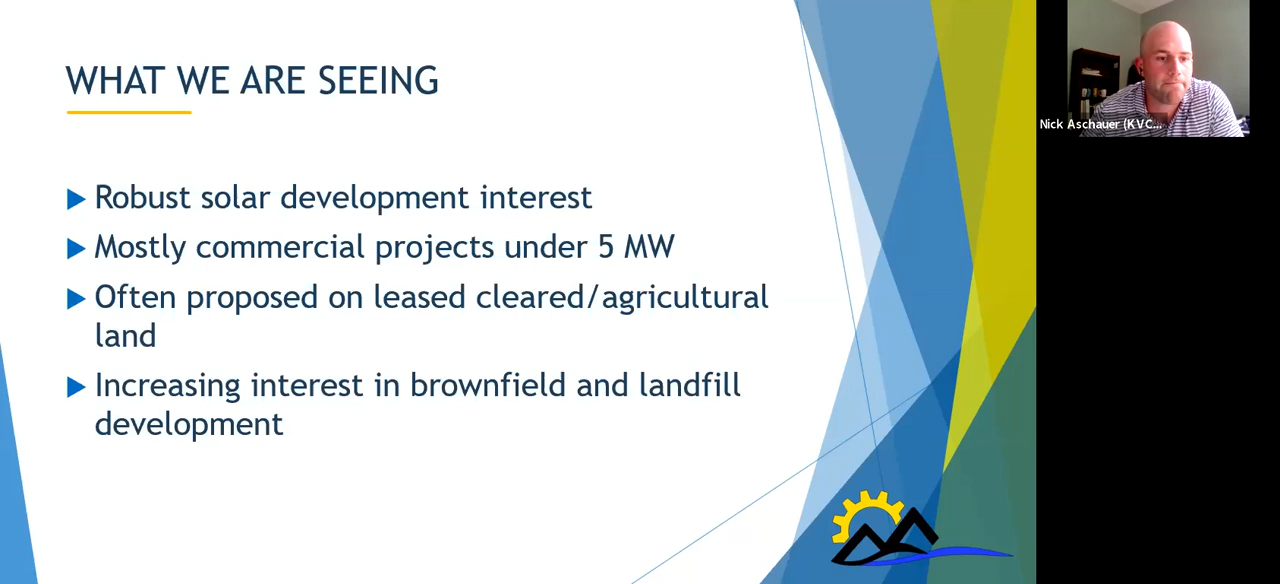 WHAT WE ARE SEEING
Robust solar development interest
Mostly commercial projects under 5 MW
Often proposed on leased cleared/agricultural
land
Increasing interest in brownfield and landfill
development
Nick Aschauer (KVC...